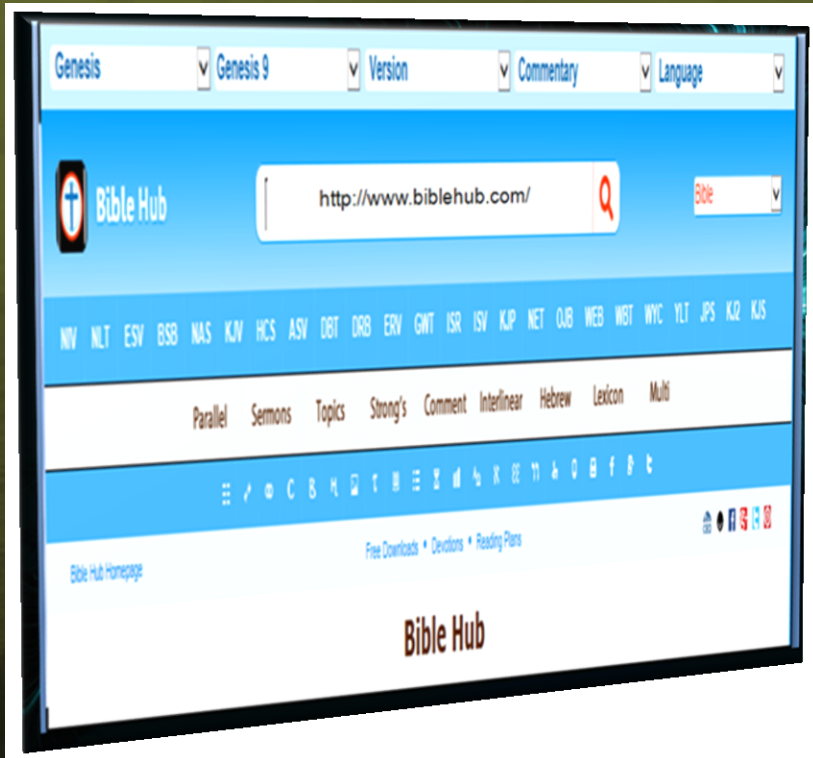 Genesis Genesis 9 Version Commentary Language
Bible Hub http://www.biblehub.com/ Bible
NIV NLT ESV BSB NAS KJV HCS ASV DBT DRB ERV GWT ISR ISV KJP NET OJB WEB WBT WYC YLT JPS KJ2 KJS
Parallel Sermons Topics Strong's Comment Interlinear Hebrew Lexicon Multi
Free Downloads * Devotions * Reading Plans
Bible Hub Homepage
Bible Hub